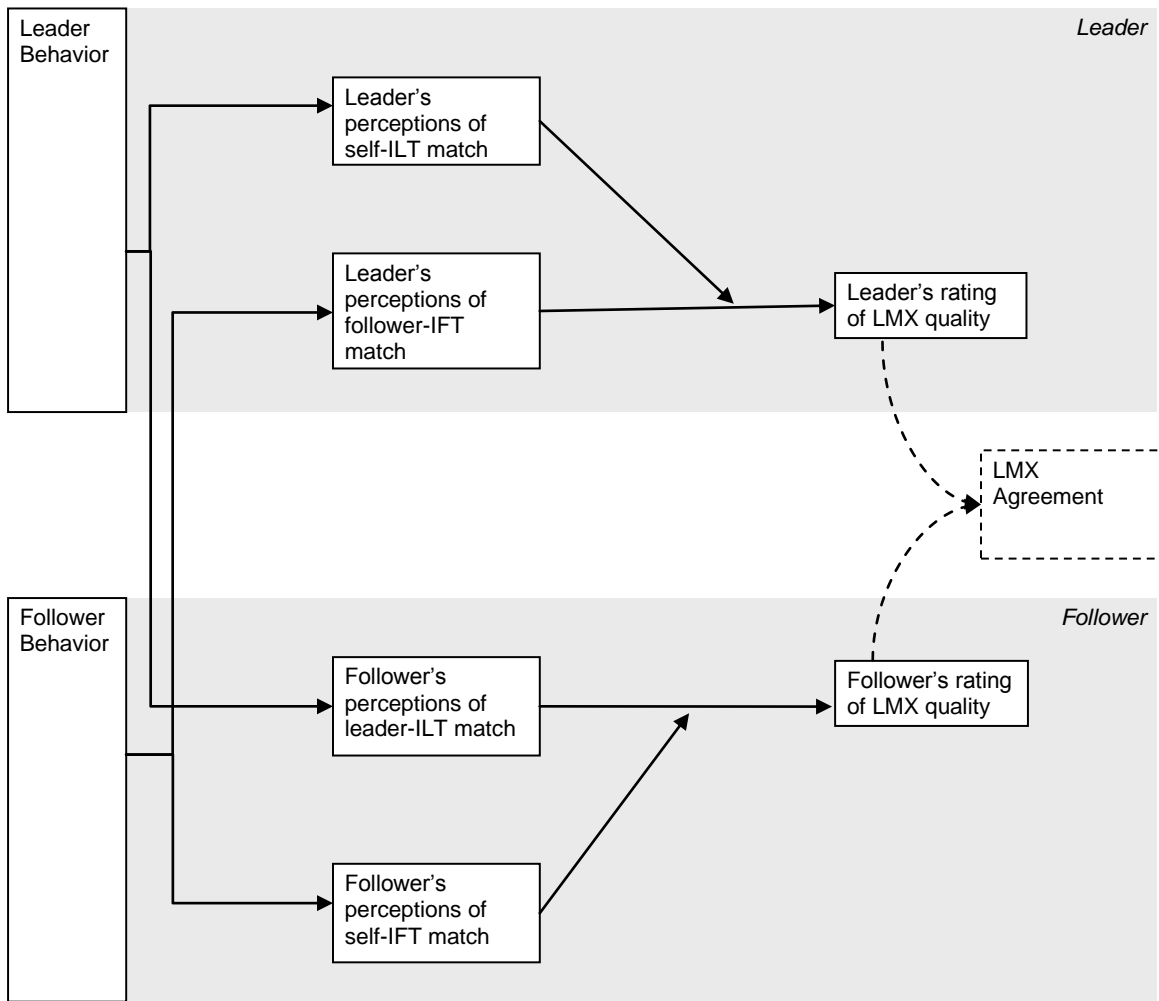 Leader
Behavior
Leader
Leader’s
perceptions of
self-ILT match
Leader’s
perceptions of
follower-IFT
match
Leader’s rating
of LMX quality
LMX
Agreement
Follower
Behavior
Follower
Follower’s
perceptions of
leader-ILT match
Follower’s rating
of LMX quality
Follower’s
perceptions of
self-IFT match